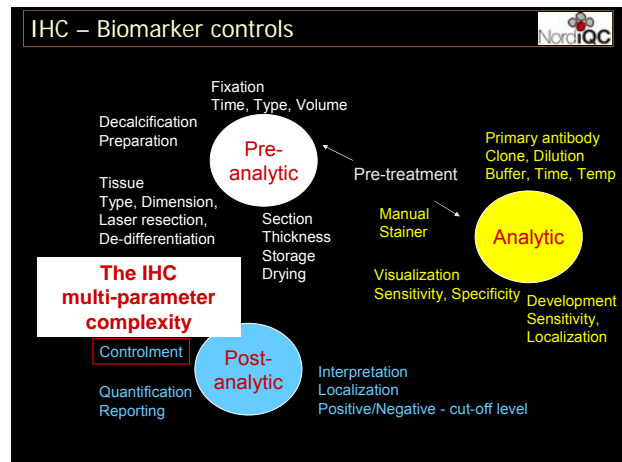 IHC – Biomarker controls
NordiQC
Fixation
Time, Type, Volume
Decalcification
Preparation
Pre-
analytic
Primary antibody
Clone, Dilution
Buffer, Time, Temp
Pre-treatment
Tissue
Type, Dimension,
Laser resection,
De-differentiation
Section
Thickness
Storage
Drying
Manual
Stainer
Analytic
Visualization
Sensitivity, Specificity
Development
Sensitivity,
Localization
The IHC
multi-parameter
complexity
Controlment
Post-
analytic
Quantification
Reporting
Interpretation
Localization
Positive/Negative - cut-off level